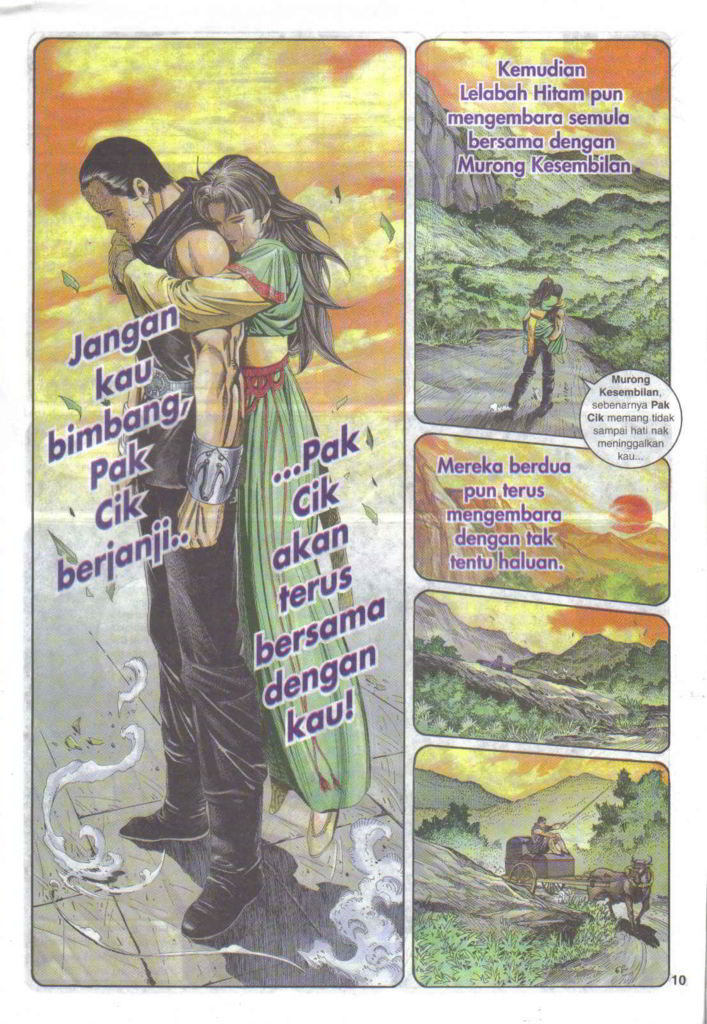 Jangan
kau
bimbang,
Pak
Cik
berjanji..
...Pak
Cik
akan
terus
bersama
dengan
kau!
Kemudian
Lelabah Hitam pun
mengembara semula
bersama dengan
Murong Kesembilan.
Murong
Kesembilan,
sebenarnya Pak
Cik memang tidak
sampai hati nak
meninggalkan
kau...
Mereka berdua
pun terus
mengembara
dengan tak
tentu haluan.
10